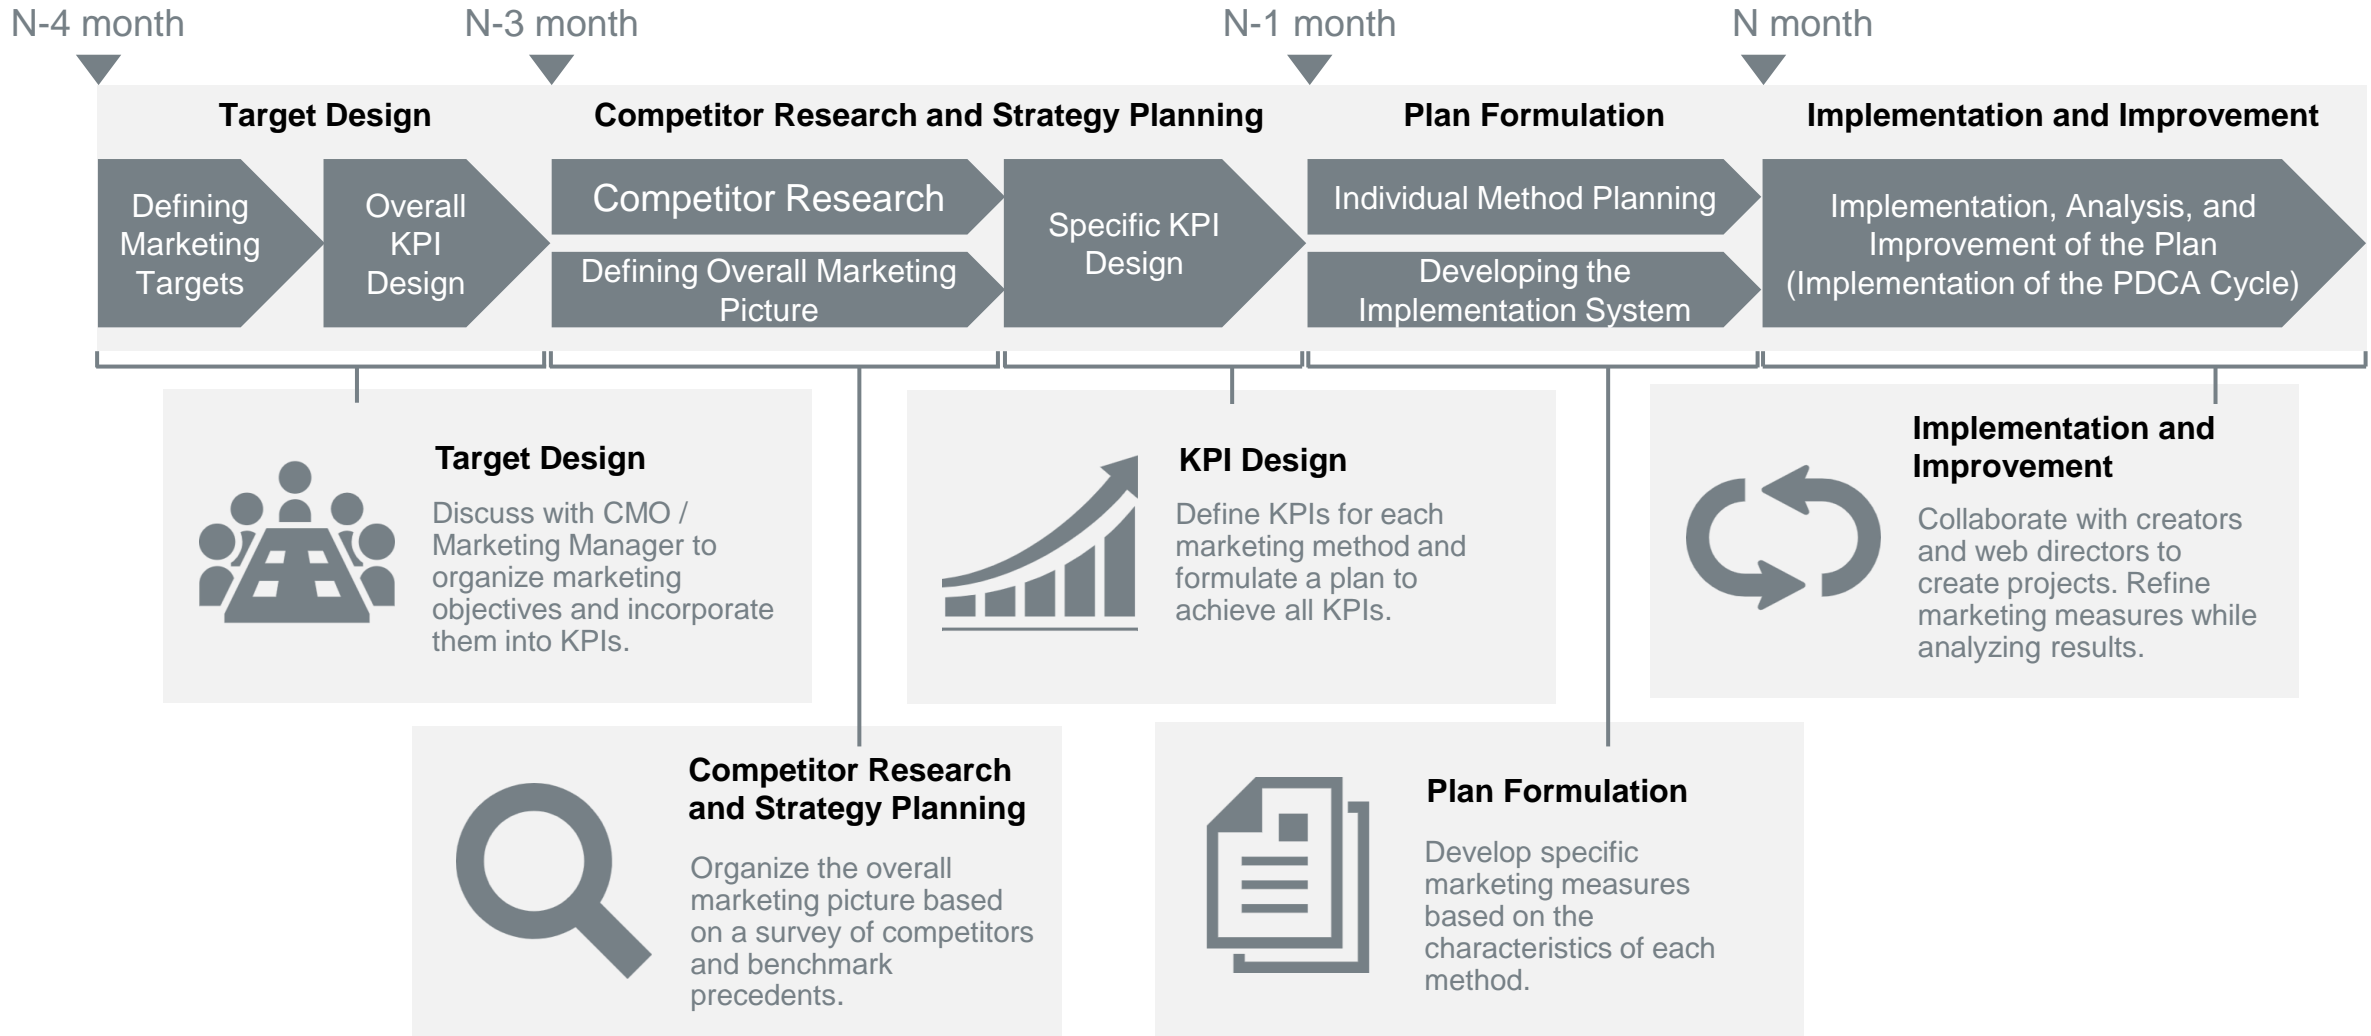 N-4 month
N-3 month
N-1 month
N month
Target Design
Competitor Research and Strategy Planning
Plan Formulation
Implementation and Improvement
Defining
Marketing
Targets
Overall
KPI
Design
Competitor Research
Defining Overall Marketing
Picture
Specific KPI
Design
Individual Method Planning
Developing the
Implementation System
Implementation, Analysis, and
Improvement of the Plan
(Implementation of the PDCA Cycle)
Target Design
Discuss with CMO /
Marketing Manager to
organize marketing
objectives and incorporate
them into KPIs.
KPI Design
Define KPIs for each
marketing method and
formulate a plan to
achieve all KPIs.
Implementation and
Improvement
Collaborate with creators
and web directors to
create projects. Refine
marketing measures while
analyzing results.
Competitor Research
and Strategy Planning
Organize the overall
marketing picture based
on a survey of competitors
and benchmark
precedents.
Plan Formulation
Develop specific
marketing measures
based on the
characteristics of each
method.